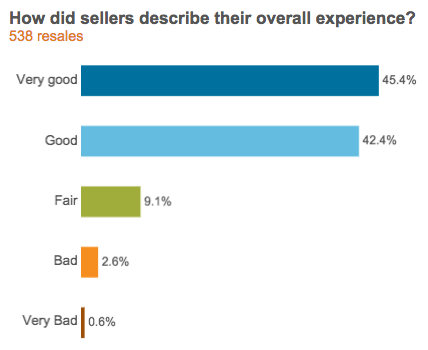 How did sellers describe their overall experience?
538 resales
Very good 45.4%
Good 42.4%
Fair 9.1%
Bad 2.6%
Very Bad 0.6%